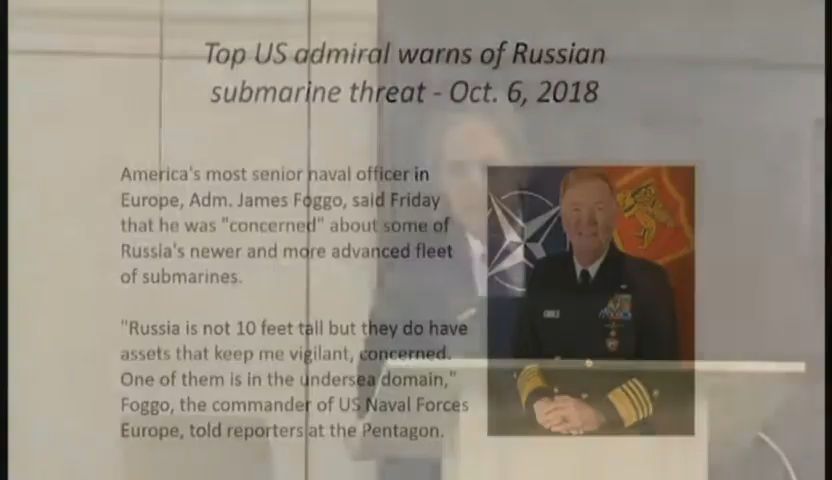 Top US admiral warns of Russian
submarine threat - Oct. 6, 2018
America's most senior naval officer in
Europe, Adm. James Foggo, said Friday
that he was "concerned" about some of
Russia's newer and more advanced fleet
of submarines.
"Russia is not 10 feet tall but they do have
assets that keep me vigilant, concerned.
One of them is in the undersea domain,"
Foggo, the commander of US Naval Forces
Europe, told reporters at the Pentagon.